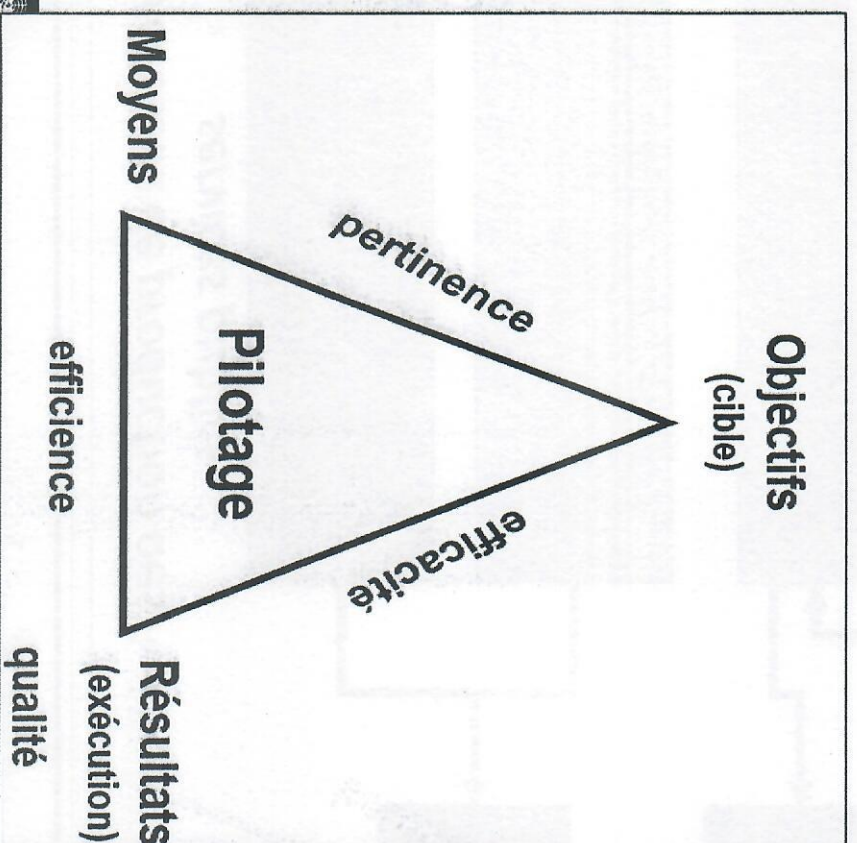 Objectifs
(cible)
pertinence
efficacité
Pilotage
Moyens
Résultats
(exécution)
efficience
qualité